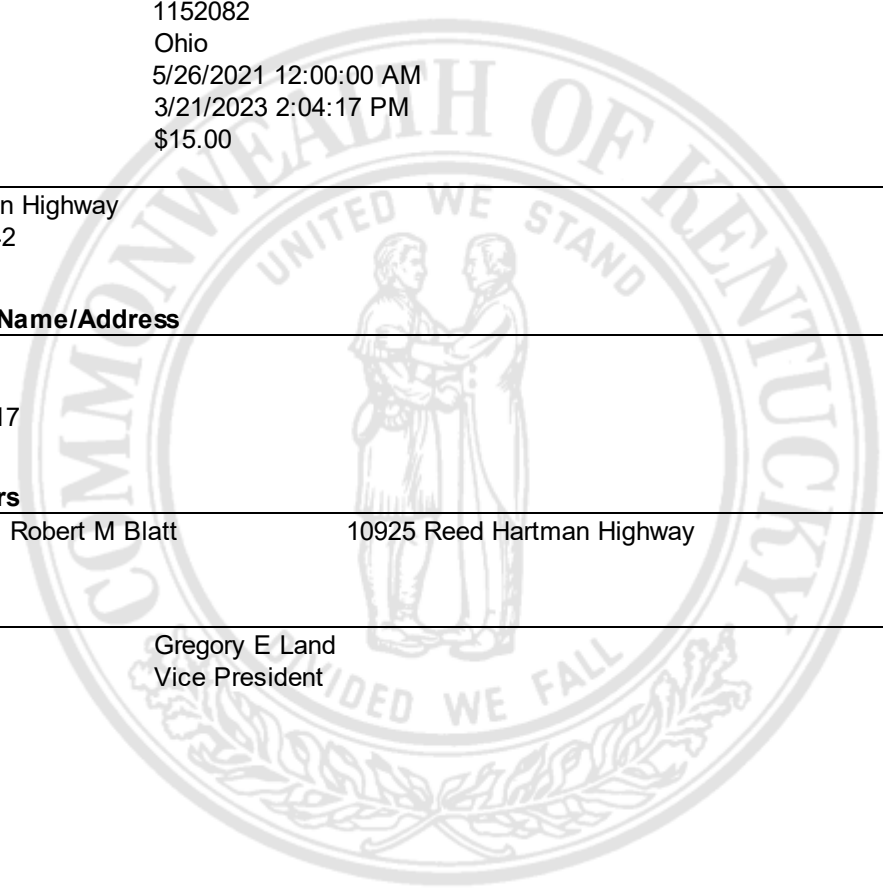 1152082
Ohio
5/26/2021 12:00:00 AM
3/21/2023 2:04:17 PM
$15.00
n Highway
2
Name/Address
17
rs
Robert M Blatt 10925 Reed Hartman Highway
Gregory E Land
Vice President
COMMONWEALTH OF KENTUCKY
UNITED WE STAND
DIVIDED WE FALL